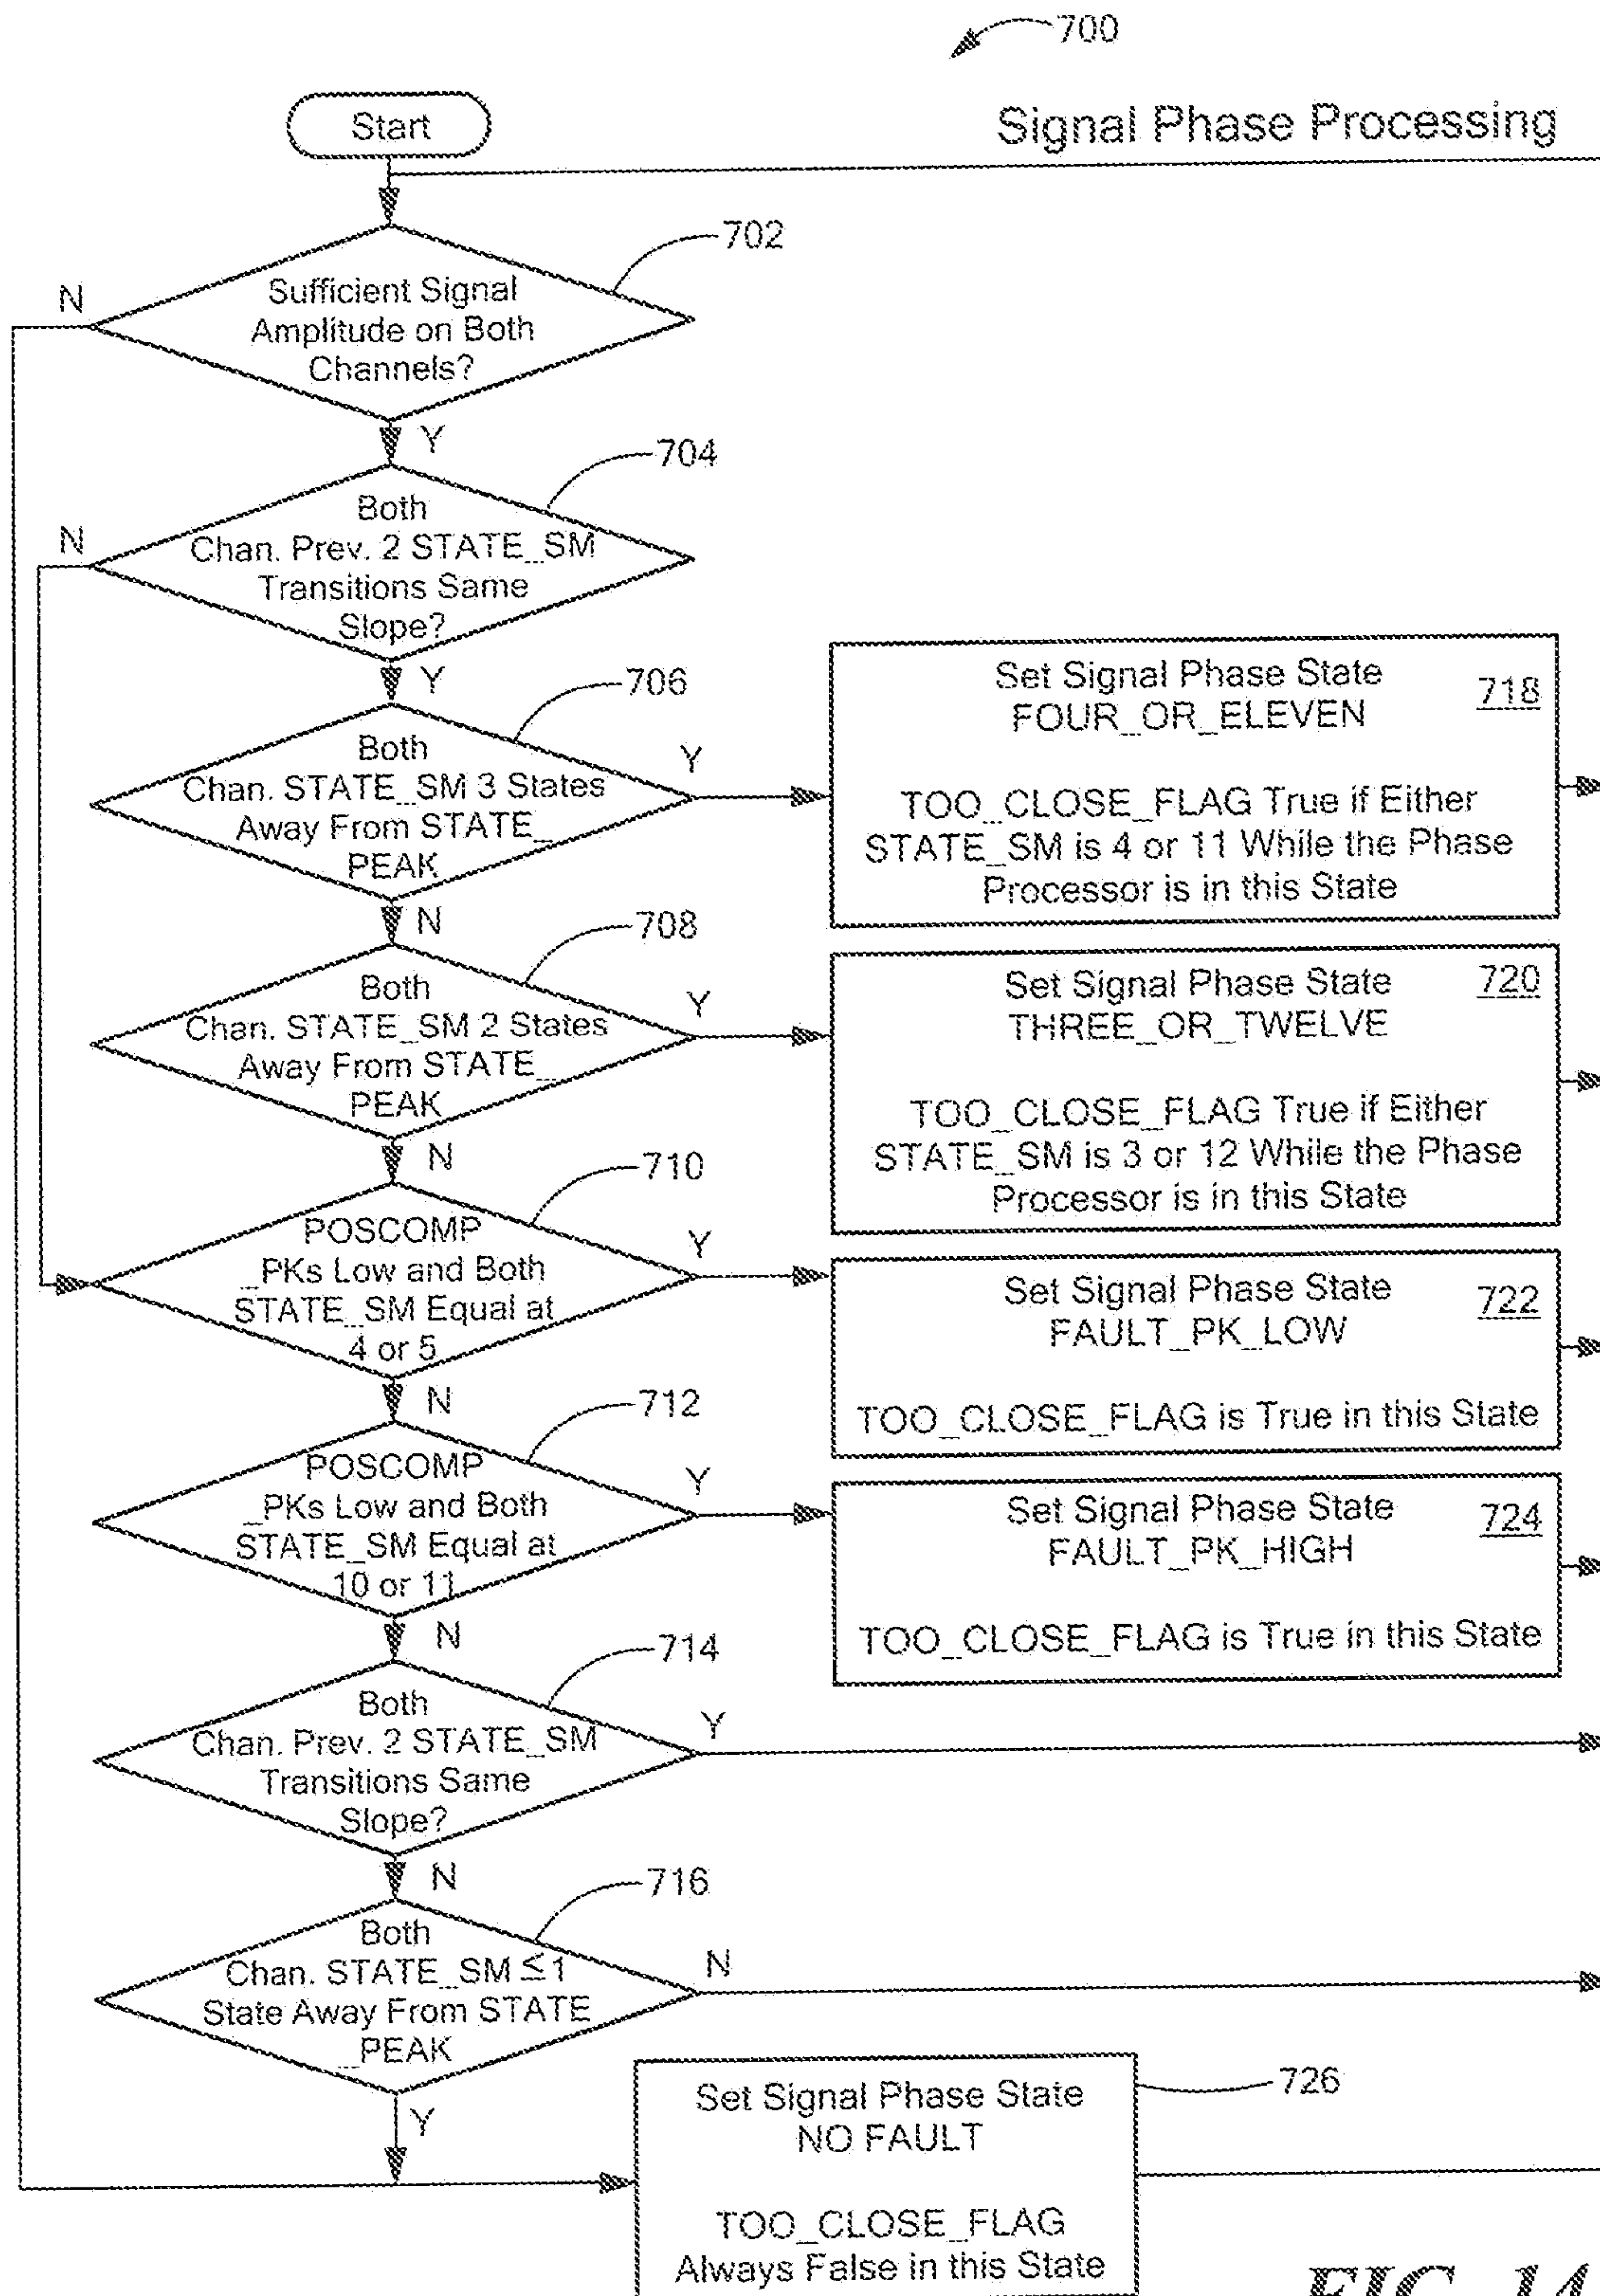 700
Signal Phase Processing
Start
702
N
Sufficient Signal
Amplitude on Both
Channels?
Y
704
N
Both
Chan. Prev. 2 STATE_SM
Transitions Same
Slope?
Y
706
Both
Chan. STATE_SM 3 States
Away From STATE_
PEAK
Y
Set Signal Phase State
718
FOUR_OR_ELEVEN
TOO_CLOSE_FLAG True if Either
STATE_SM is 4 or 11 While the Phase
Processor is in this State
N
708
Both
Chan. STATE_SM 2 States
Away From STATE_
PEAK
Y
Set Signal Phase State
720
THREE_OR_TWELVE
TOO_CLOSE_FLAG True if Either
STATE_SM is 3 or 12 While the Phase
Processor is in this State
N
710
POSCOMP
_PKs Low and Both
STATE_SM Equal at
4 or 5
Y
Set Signal Phase State
722
FAULT_PK_LOW
TOO_CLOSE_FLAG is True in this State
N
712
POSCOMP
_PKs Low and Both
STATE_SM Equal at
10 or 11
Y
Set Signal Phase State
724
FAULT_PK_HIGH
TOO_CLOSE_FLAG is True in this State
N
714
Both
Chan. Prev. 2 STATE_SM
Transitions Same
Slope?
Y
N
716
Both
Chan. STATE_SM ≤ 1
State Away From STATE
_PEAK
N
Y
726
Set Signal Phase State
NO FAULT
TOO_CLOSE_FLAG
Always False in this State
FIG. 14